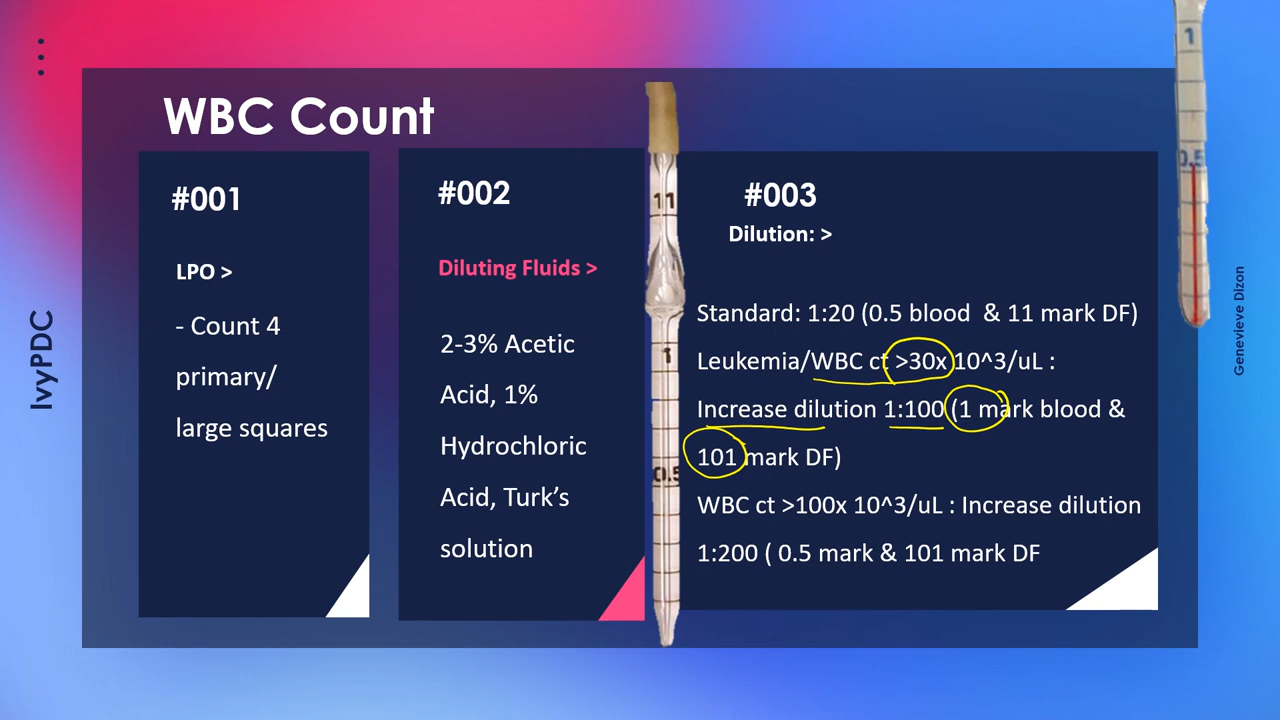 WBC Count
#001
LPO >
- Count 4
primary/
large squares
#002
Diluting Fluids >
2-3% Acetic
Acid, 1%
Hydrochloric
Acid, Turk's
solution
11
1
0.5
#003
Dilution: >
Standard: 1:20 (0.5 blood & 11 mark DF)
Leukemia/WBC ct >30x 10^3/uL :
Increase dilution 1:100 (1 mark blood &
101 mark DF)
WBC ct >100x 10^3/uL : Increase dilution
1:200 ( 0.5 mark & 101 mark DF
1
0.5
IvyPDC
Genevieve Dizon